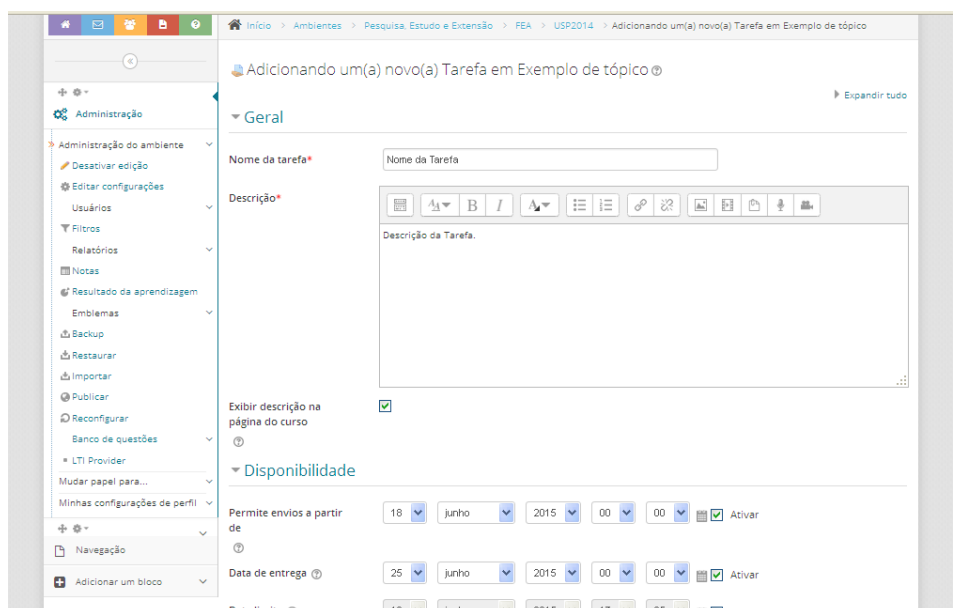 Início > Ambientes > Pesquisa, Estudo e Extensão > FEA > USP2014 > Adicionando um(a) novo(a) Tarefa em Exemplo de tópico
Adicionando um(a) novo(a) Tarefa em Exemplo de tópico
Expandir tudo
Administração
Administração do ambiente
Desativar edição
Editar configurações
Usuários
Filtros
Relatórios
Notas
Resultado da aprendizagem
Emblemas
Backup
Restaurar
Importar
Publicar
Reconfigurar
Banco de questões
LTI Provider
Mudar papel para...
Minhas configurações de perfil
Navegação
Adicionar um bloco
Geral
Nome da tarefa*
Nome da Tarefa
Descrição*
Descrição da Tarefa.
Exibir descrição na
página do curso
Disponibilidade
Permite envios a partir
de
18 junho 2015 00 00 Ativar
Data de entrega
25 junho 2015 00 00 Ativar